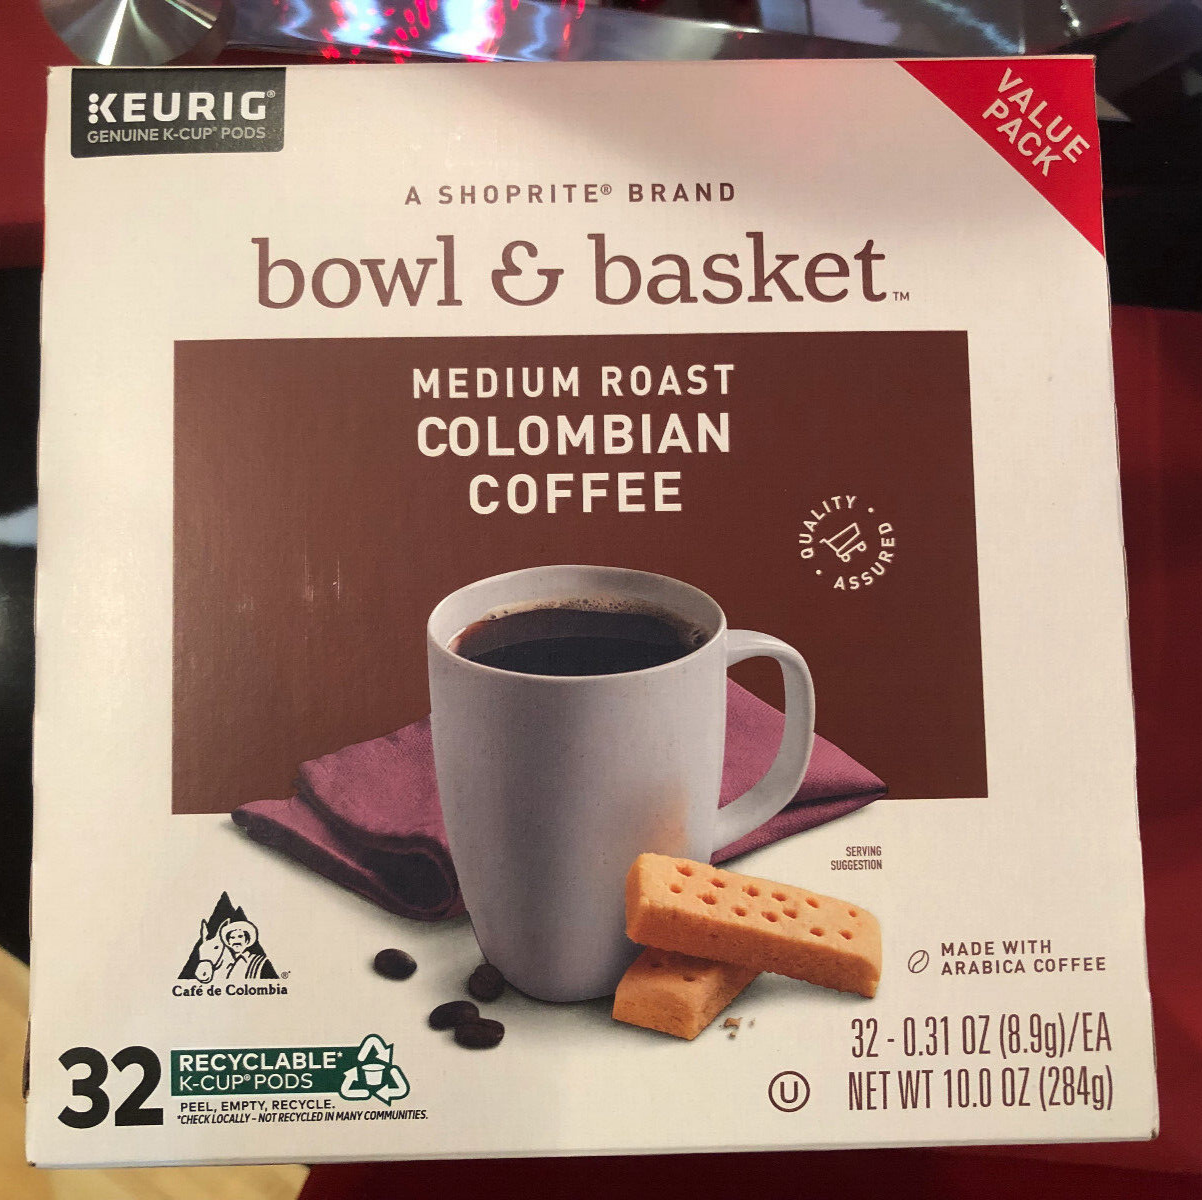 KEURIG®
GENUINE K-CUP® PODS
VALUE
PACK
A SHOPRITE® BRAND
bowl & basket™
MEDIUM ROAST
COLOMBIAN
COFFEE
QUALITY • ASSURED •
SERVING
SUGGESTION
Café de Colombia®
MADE WITH
ARABICA COFFEE
32
RECYCLABLE*
K-CUP® PODS
PEEL, EMPTY, RECYCLE.
*CHECK LOCALLY – NOT RECYCLED IN MANY COMMUNITIES.
U
32 - 0.31 OZ (8.9g)/EA
NET WT 10.0 OZ (284g)